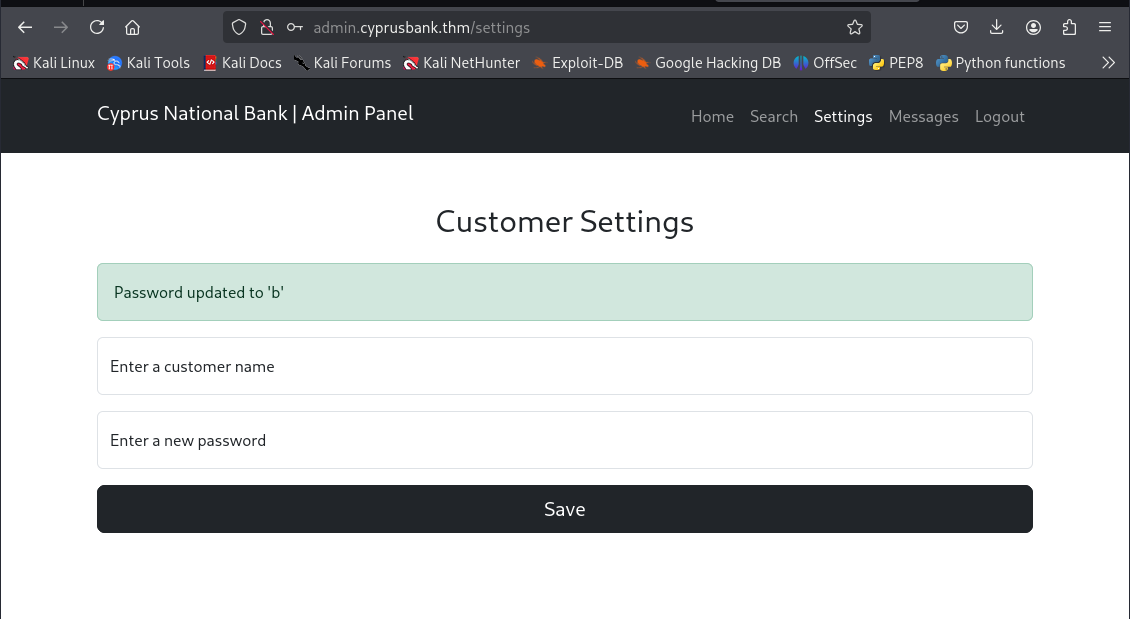 admin.cyprusbank.thm/settings
Kali Linux Kali Tools Kali Docs Kali Forums Kali NetHunter Exploit-DB Google Hacking DB OffSec PEP8 Python functions
Cyprus National Bank | Admin Panel Home Search Settings Messages Logout
Customer Settings
Password updated to 'b'
Enter a customer name
Enter a new password
Save